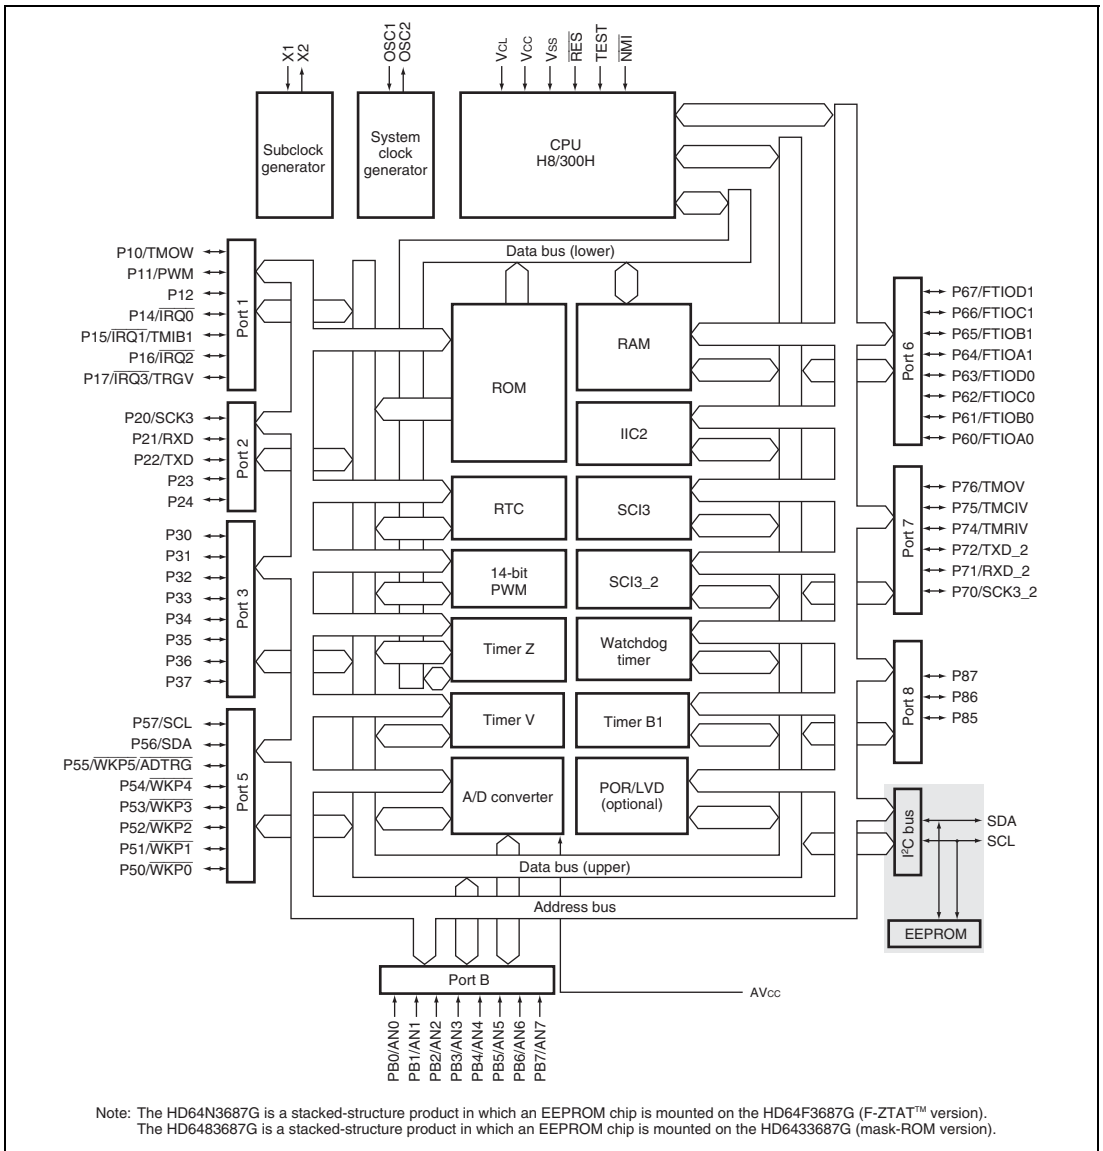 X1
X2
OSC1
OSC2
VCL
VCC
VSS
RES
TEST
NMI
Subclock
generator
System
clock
generator
CPU
H8/300H
Data bus (lower)
P10/TMOW
P11/PWM
P12
P14/IRQ0
P15/IRQ1/TMIB1
P16/IRQ2
P17/IRQ3/TRGV
Port 1
P20/SCK3
P21/RXD
P22/TXD
P23
P24
Port 2
P30
P31
P32
P33
P34
P35
P36
P37
Port 3
P57/SCL
P56/SDA
P55/WKP5/ADTRG
P54/WKP4
P53/WKP3
P52/WKP2
P51/WKP1
P50/WKP0
Port 5
ROM
RAM
IIC2
RTC
SCI3
14-bit
PWM
SCI3_2
Timer Z
Watchdog
timer
Timer V
Timer B1
A/D converter
POR/LVD
(optional)
Port 6
P67/FTIOD1
P66/FTIOC1
P65/FTIOB1
P64/FTIOA1
P63/FTIOD0
P62/FTIOC0
P61/FTIOB0
P60/FTIOA0
Port 7
P76/TMOV
P75/TMCIV
P74/TMRIV
P72/TXD_2
P71/RXD_2
P70/SCK3_2
Port 8
P87
P86
P85
I²C bus
SDA
SCL
EEPROM
Data bus (upper)
Address bus
Port B
AVCC
PB0/AN0
PB1/AN1
PB2/AN2
PB3/AN3
PB4/AN4
PB5/AN5
PB6/AN6
PB7/AN7
Note: The HD64N3687G is a stacked-structure product in which an EEPROM chip is mounted on the HD64F3687G (F-ZTAT™ version).
The HD6483687G is a stacked-structure product in which an EEPROM chip is mounted on the HD6433687G (mask-ROM version).